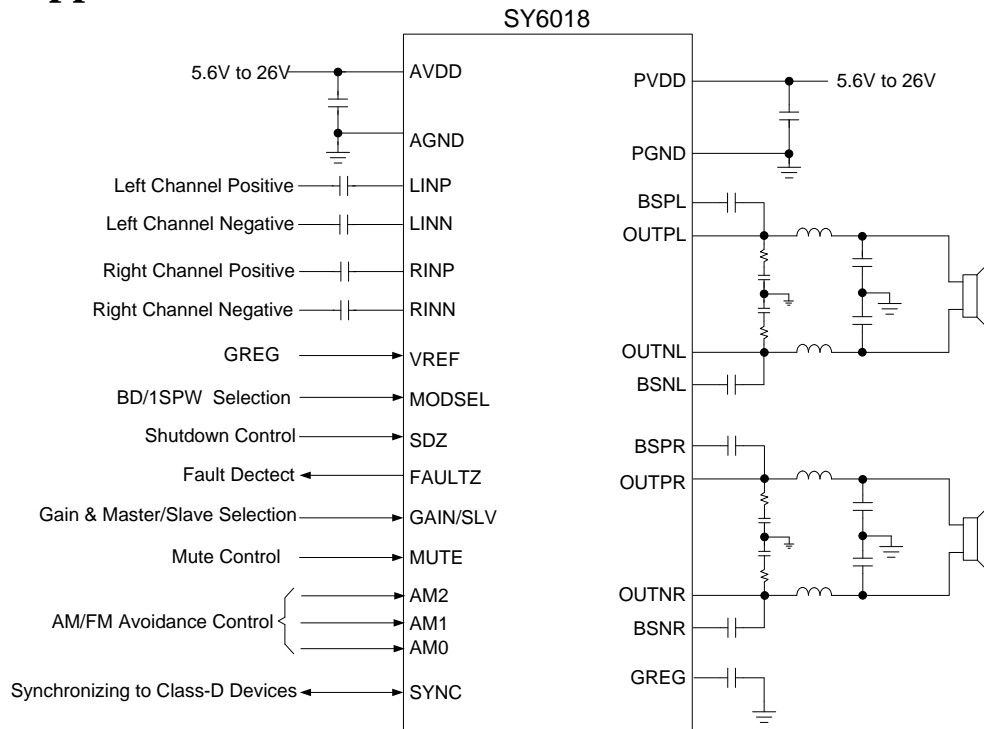 SY6018
5.6V to 26V
AVDD
AGND
Left Channel Positive
LINP
Left Channel Negative
LINN
Right Channel Positive
RINP
Right Channel Negative
RINN
GREG
VREF
BD/1SPW Selection
MODSEL
Shutdown Control
SDZ
Fault Dectect
FAULTZ
Gain & Master/Slave Selection
GAIN/SLV
Mute Control
MUTE
AM/FM Avoidance Control
AM2
AM1
AM0
Synchronizing to Class-D Devices
SYNC
PVDD
5.6V to 26V
PGND
BSPL
OUTPL
OUTNL
BSNL
BSPR
OUTPR
OUTNR
BSNR
GREG